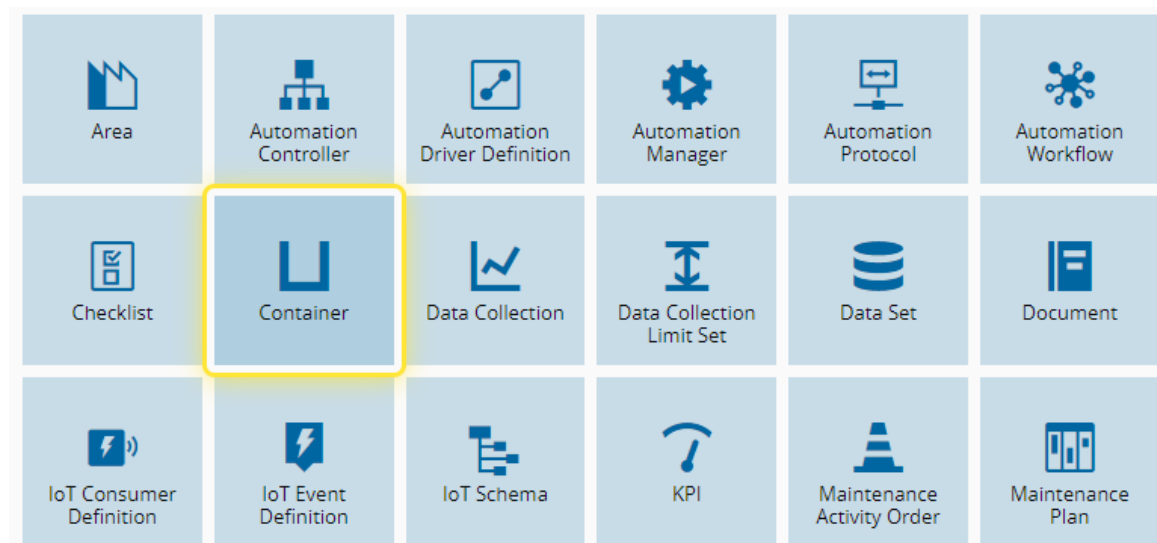 Area
Automation
Controller
Automation
Driver Definition
Automation
Manager
Automation
Protocol
Automation
Workflow
Checklist
Container
Data Collection
Data Collection
Limit Set
Data Set
Document
IoT Consumer
Definition
IoT Event
Definition
IoT Schema
KPI
Maintenance
Activity Order
Maintenance
Plan